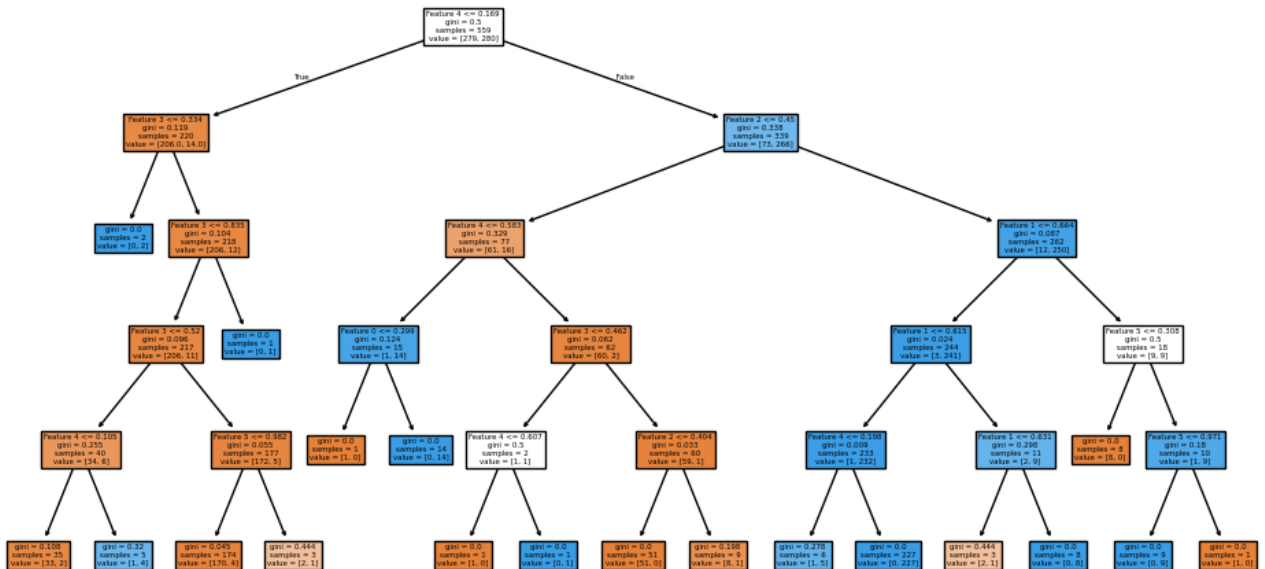 Feature 4 <= 0.169
gini = 0.5
samples = 559
value = [279, 280]
True
False
Feature 3 <= 0.334
gini = 0.119
samples = 220
value = [206.0, 14.0]
Feature 2 <= 0.45
gini = 0.338
samples = 339
value = [73, 266]
gini = 0.0
samples = 2
value = [0, 2]
Feature 3 <= 0.835
gini = 0.104
samples = 218
value = [206, 12]
Feature 4 <= 0.583
gini = 0.329
samples = 77
value = [61, 16]
Feature 1 <= 0.664
gini = 0.087
samples = 262
value = [12, 250]
Feature 3 <= 0.52
gini = 0.096
samples = 217
value = [206, 11]
gini = 0.0
samples = 1
value = [0, 1]
Feature 0 <= 0.299
gini = 0.124
samples = 15
value = [1, 14]
Feature 3 <= 0.462
gini = 0.062
samples = 62
value = [60, 2]
Feature 1 <= 0.615
gini = 0.024
samples = 244
value = [3, 241]
Feature 5 <= 0.308
gini = 0.5
samples = 18
value = [9, 9]
Feature 4 <= 0.105
gini = 0.255
samples = 40
value = [34, 6]
Feature 5 <= 0.982
gini = 0.055
samples = 177
value = [172, 5]
gini = 0.0
samples = 1
value = [1, 0]
gini = 0.0
samples = 14
value = [0, 14]
Feature 4 <= 0.607
gini = 0.5
samples = 2
value = [1, 1]
Feature 2 <= 0.404
gini = 0.033
samples = 60
value = [59, 1]
Feature 4 <= 0.198
gini = 0.009
samples = 233
value = [1, 232]
Feature 1 <= 0.631
gini = 0.298
samples = 11
value = [2, 9]
gini = 0.0
samples = 8
value = [8, 0]
Feature 5 <= 0.971
gini = 0.18
samples = 10
value = [1, 9]
gini = 0.108
samples = 35
value = [33, 2]
gini = 0.32
samples = 5
value = [1, 4]
gini = 0.045
samples = 174
value = [170, 4]
gini = 0.444
samples = 3
value = [2, 1]
gini = 0.0
samples = 1
value = [1, 0]
gini = 0.0
samples = 1
value = [0, 1]
gini = 0.0
samples = 51
value = [51, 0]
gini = 0.198
samples = 9
value = [8, 1]
gini = 0.278
samples = 6
value = [1, 5]
gini = 0.0
samples = 227
value = [0, 227]
gini = 0.444
samples = 3
value = [2, 1]
gini = 0.0
samples = 8
value = [0, 8]
gini = 0.0
samples = 9
value = [0, 9]
gini = 0.0
samples = 1
value = [1, 0]